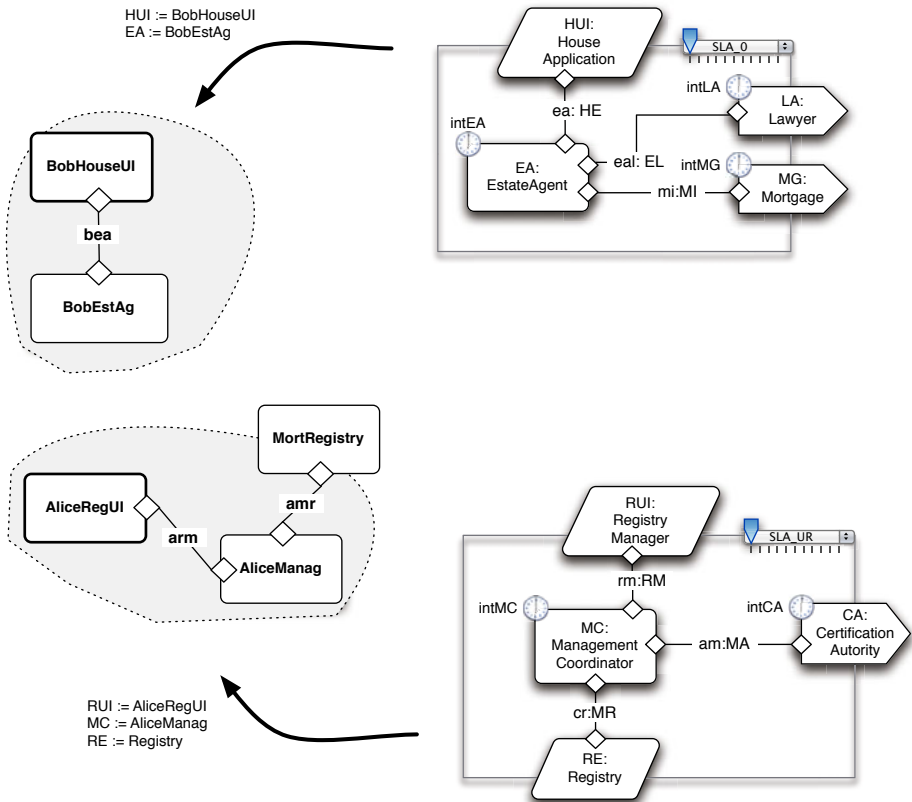 HUI := BobHouseUI
EA := BobEstAg
HUI:
House
Application
SLA_0
intLA
LA:
Lawyer
ea: HE
intEA
EA:
EstateAgent
eal: EL
intMG
MG:
Mortgage
mi:MI
BobHouseUI
bea
BobEstAg
MortRegistry
AliceRegUI
amr
arm
AliceManag
RUI:
Registry
Manager
SLA_UR
rm:RM
intMC
MC:
Management
Coordinator
am:MA
intCA
CA:
Certification
Autority
cr:MR
RE:
Registry
RUI := AliceRegUI
MC := AliceManag
RE := Registry